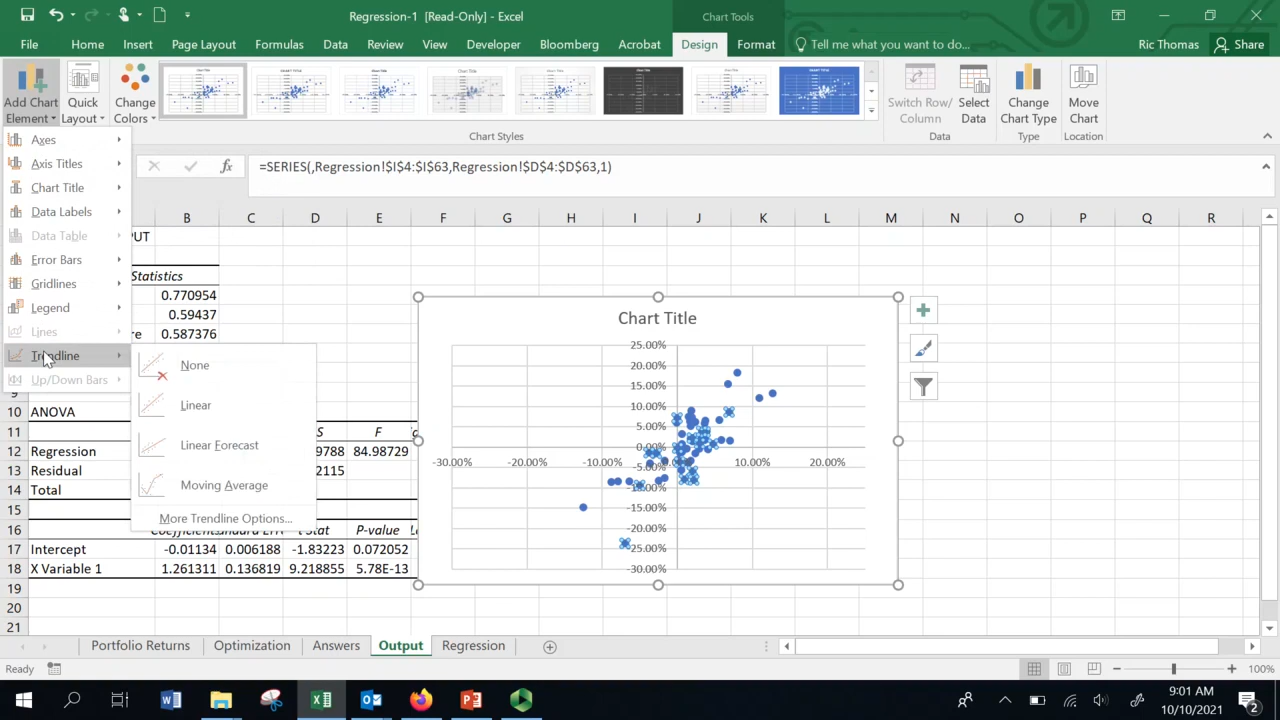 Regression-1 [Read-Only] - Excel
Chart Tools
File Home Insert Page Layout Formulas Data Review View Developer Bloomberg Acrobat Design Format Tell me what you want to do... Ric Thomas Share
Add Chart Element
Quick Layout
Change Colors
Switch Row/ Column
Select Data
Change Chart Type
Move Chart
Chart Styles
Data
Type
Location
Axes
Axis Titles
Chart Title
Data Labels
Data Table
Error Bars
Gridlines
Legend
Lines
Trendline
Up/Down Bars
None
Linear
Linear Forecast
Moving Average
More Trendline Options...
fx =SERIES(,Regression!$I$4:$I$63,Regression!$D$4:$D$63,1)
B C D E F G H I J K L M N O P Q R
PUT
Statistics
0.770954
0.59437
re 0.587376
10 ANOVA
11 S F
12 Regression 9788 84.98729
13 Residual 2115
14 Total
15
16 t Stat P-value
17 Intercept -0.01134 0.006188 -1.83223 0.072052
18 X Variable 1 1.261311 0.136819 9.218855 5.78E-13
19
20
21
Chart Title
25.00%
20.00%
15.00%
10.00%
5.00%
0.00%
-30.00% -20.00% -10.00% 0.00% 10.00% 20.00%
-5.00%
-10.00%
-15.00%
-20.00%
-25.00%
-30.00%
Portfolio Returns Optimization Answers Output Regression
Ready 100%
9:01 AM
10/10/2021
2